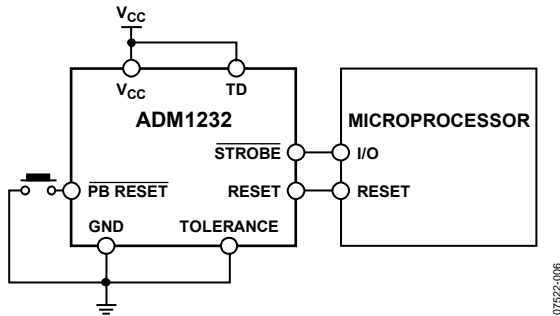 VCC
VCC
TD
ADM1232
MICROPROCESSOR
STROBE
I/O
PB RESET
RESET
RESET
GND
TOLERANCE
07522-006